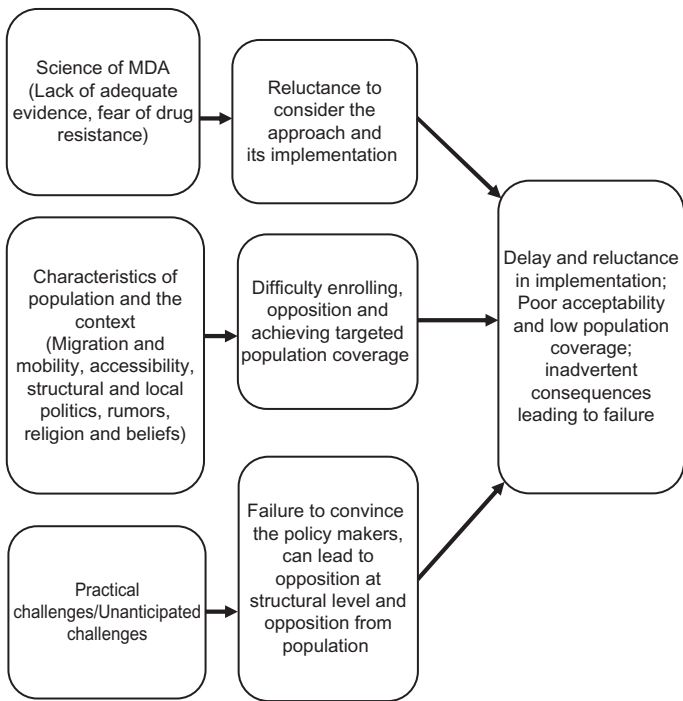 Science of MDA
(Lack of adequate
evidence, fear of drug
resistance)
Reluctance to
consider the
approach and
its implementation
Characteristics of
population and the
context
(Migration and
mobility, accessibility,
structural and local
politics, rumors,
religion and beliefs)
Difficulty enrolling,
opposition and
achieving targeted
population coverage
Delay and reluctance
in implementation;
Poor acceptability
and low population
coverage;
inadvertent
consequences
leading to failure
Practical
challenges/Unanticipated
challenges
Failure to convince
the policy makers,
can lead to
opposition at
structural level and
opposition from
population